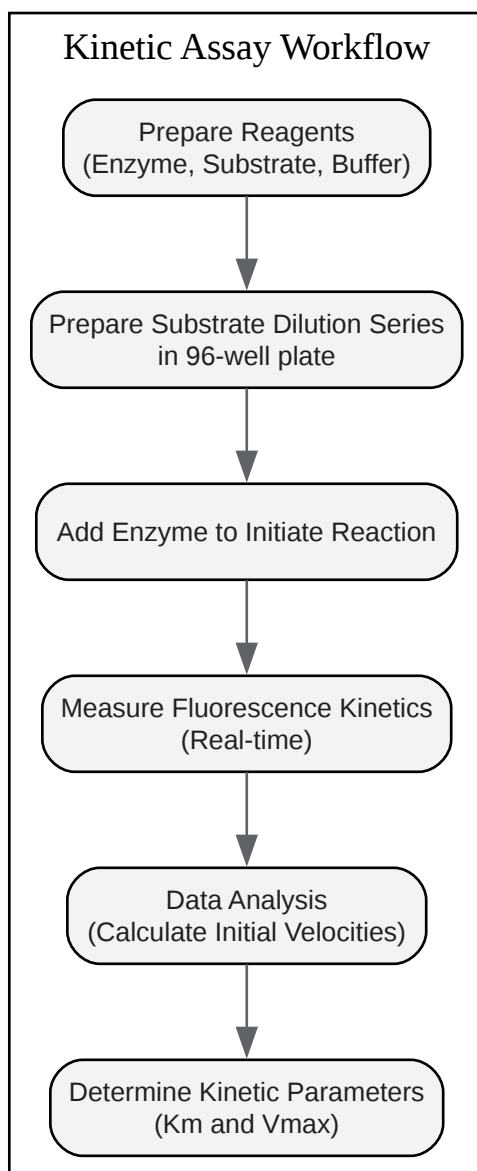 Kinetic Assay Workflow
Prepare Reagents
(Enzyme, Substrate, Buffer)
Prepare Substrate Dilution Series
in 96-well plate
Add Enzyme to Initiate Reaction
Measure Fluorescence Kinetics
(Real-time)
Data Analysis
(Calculate Initial Velocities)
Determine Kinetic Parameters
(Km and Vmax)